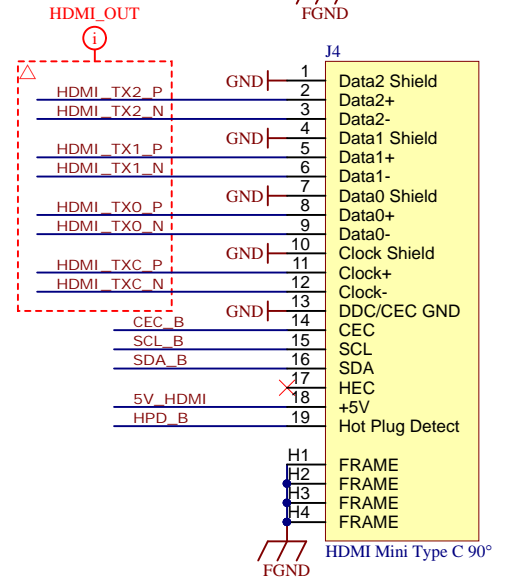 HDMI_OUT
FGND
i
J4
GND 1 Data2 Shield
HDMI_TX2_P 2 Data2+
HDMI_TX2_N 3 Data2-
GND 4 Data1 Shield
HDMI_TX1_P 5 Data1+
HDMI_TX1_N 6 Data1-
GND 7 Data0 Shield
HDMI_TX0_P 8 Data0+
HDMI_TX0_N 9 Data0-
GND 10 Clock Shield
HDMI_TXC_P 11 Clock+
HDMI_TXC_N 12 Clock-
GND 13 DDC/CEC GND
CEC_B 14 CEC
SCL_B 15 SCL
SDA_B 16 SDA
17 HEC
5V_HDMI 18 +5V
HPD_B 19 Hot Plug Detect
H1 FRAME
H2 FRAME
H3 FRAME
H4 FRAME
HDMI Mini Type C 90°
FGND